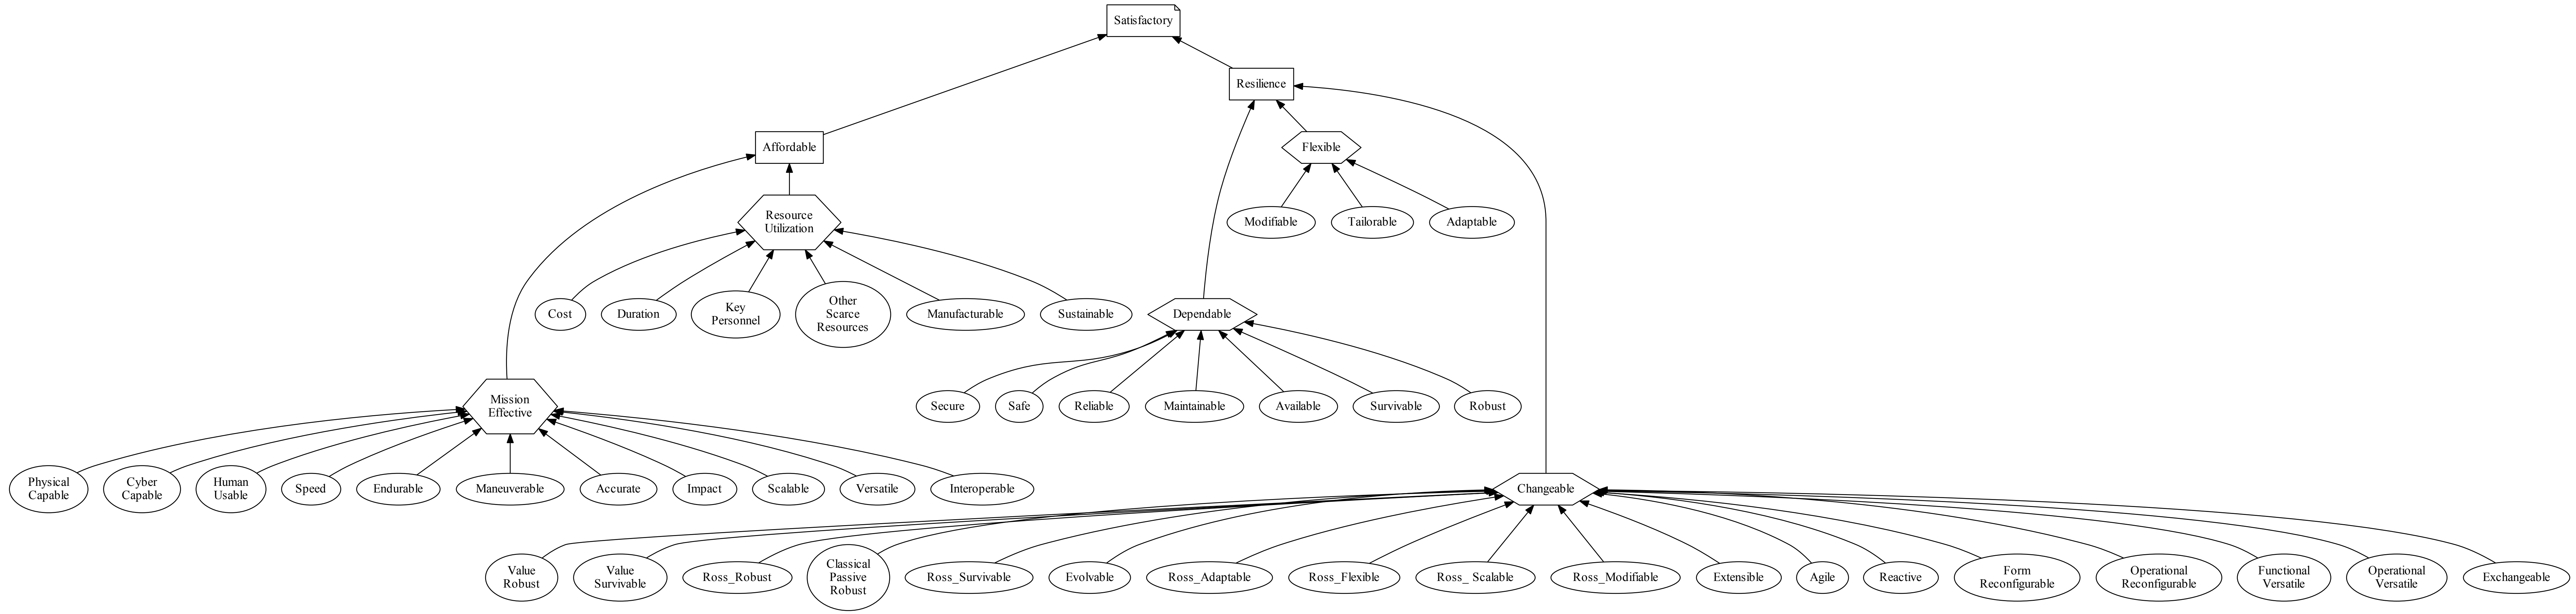 Satisfactory
Resilience
Affordable
Flexible
Resource
Utilization
Modifiable
Tailorable
Adaptable
Cost
Duration
Key
Personnel
Other
Scarce
Resources
Manufacturable
Sustainable
Dependable
Mission
Effective
Secure
Safe
Reliable
Maintainable
Available
Survivable
Robust
Physical
Capable
Cyber
Capable
Human
Usable
Speed
Endurable
Maneuverable
Accurate
Impact
Scalable
Versatile
Interoperable
Changeable
Value
Robust
Value
Survivable
Ross_Robust
Classical
Passive
Robust
Ross_Survivable
Evolvable
Ross_Adaptable
Ross_Flexible
Ross_ Scalable
Ross_Modifiable
Extensible
Agile
Reactive
Form
Reconfigurable
Operational
Reconfigurable
Functional
Versatile
Operational
Versatile
Exchangeable